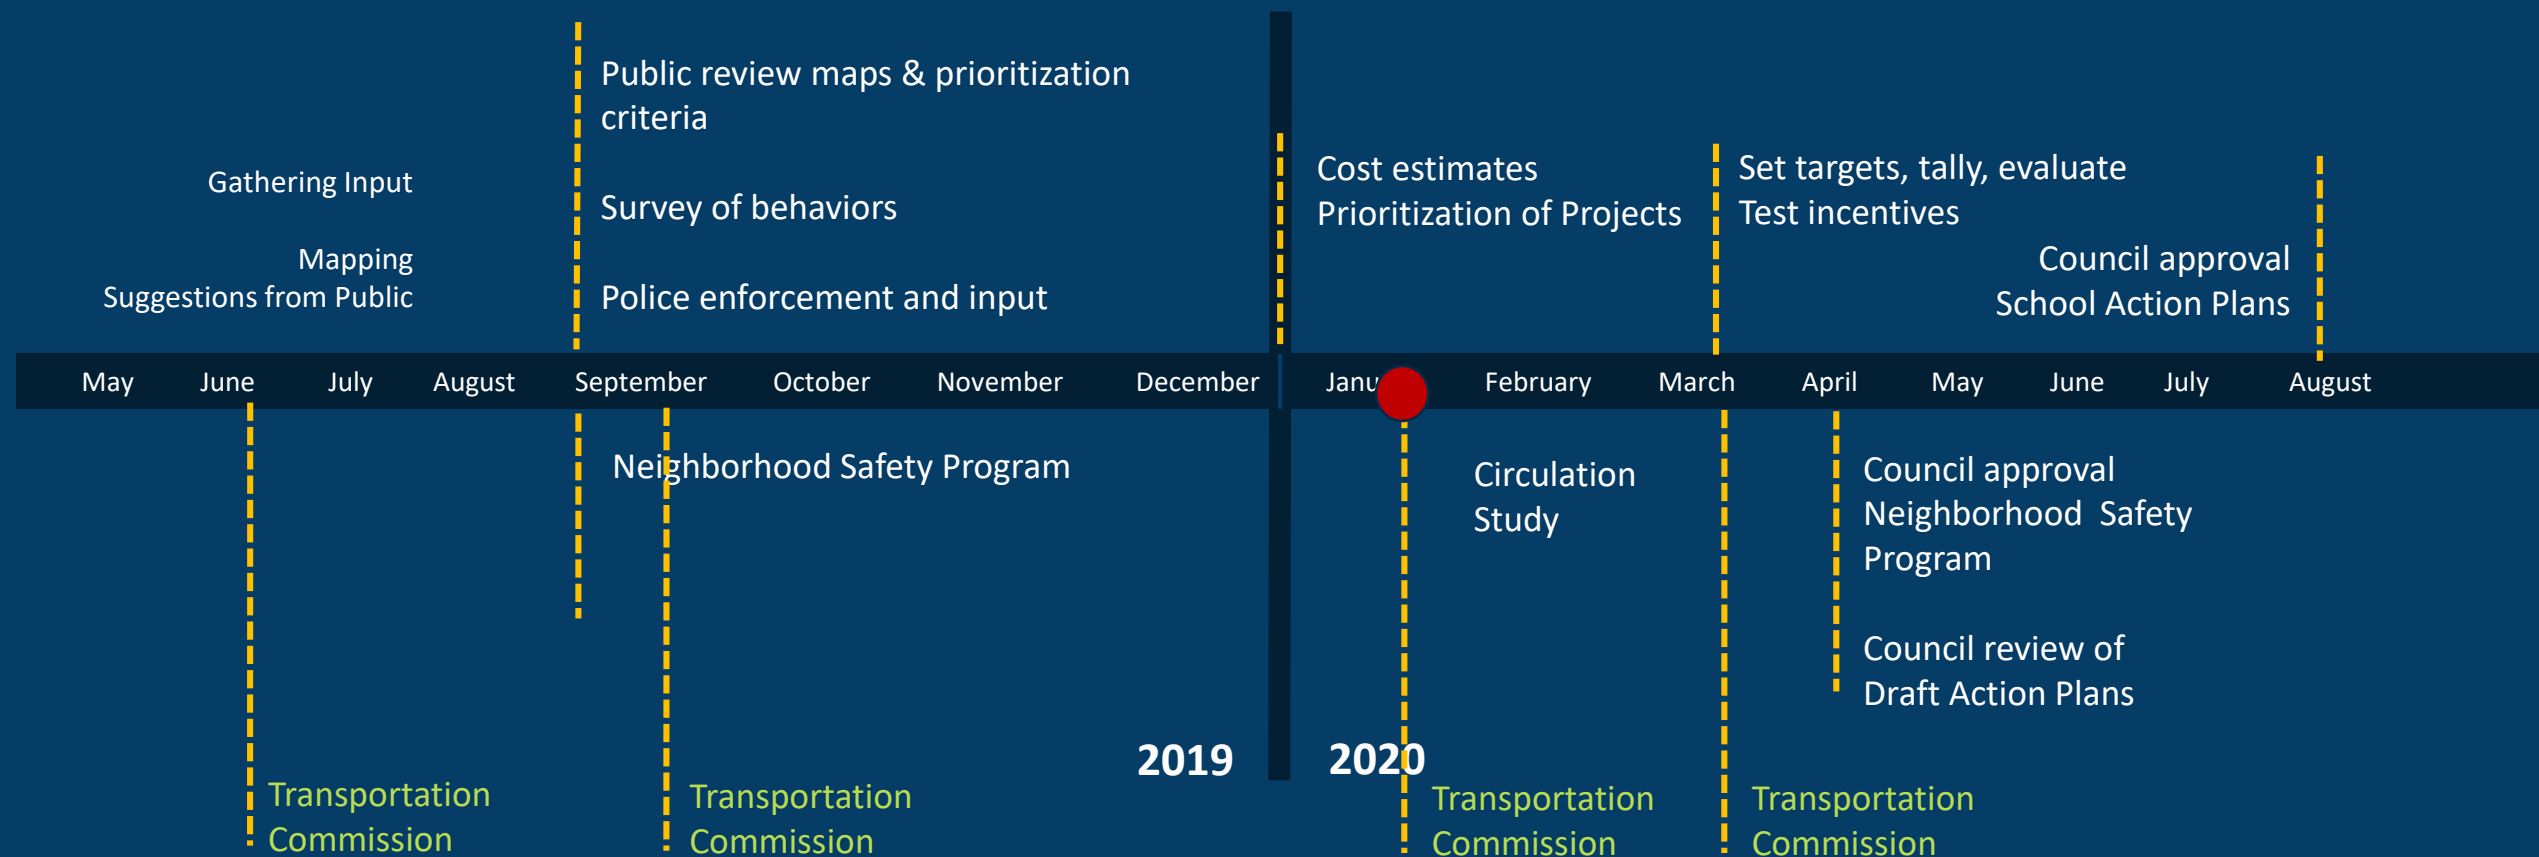 Public review maps & prioritization
criteria
Gathering Input
Survey of behaviors
Mapping
Suggestions from Public
Police enforcement and input
Cost estimates
Prioritization of Projects
Set targets, tally, evaluate
Test incentives
Council approval
School Action Plans
May June July August September October November December Janu February March April May June July August
Neighborhood Safety Program
Circulation
Study
Council approval
Neighborhood Safety
Program
Council review of
Draft Action Plans
2019 2020
Transportation
Commission
Transportation
Commission
Transportation
Commission
Transportation
Commission